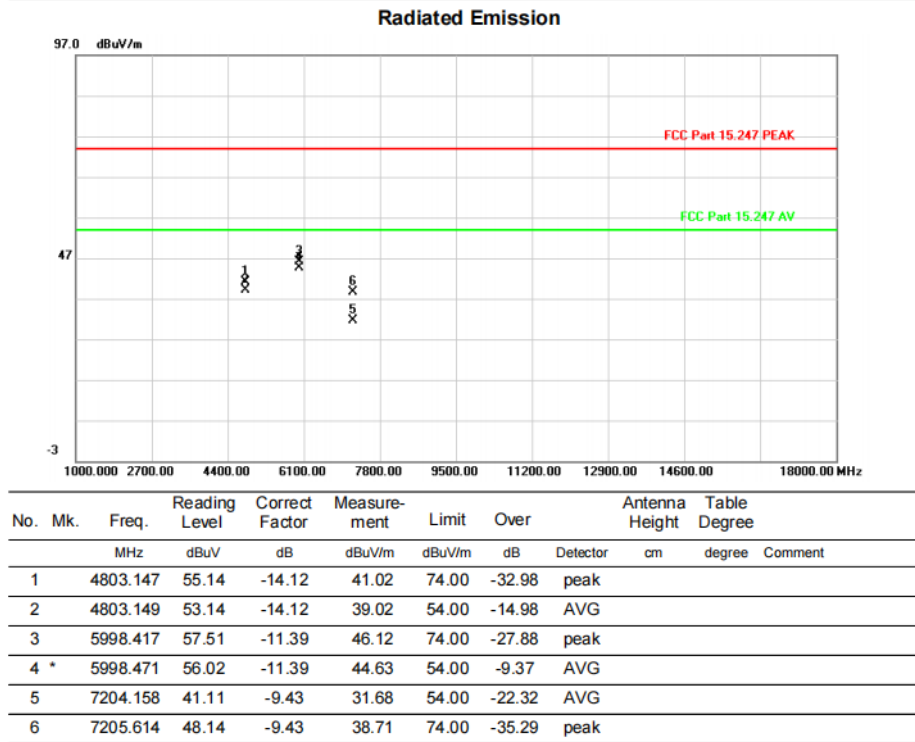 Radiated Emission
97.0 dBuV/m
FCC Part 15.247 PEAK
FCC Part 15.247 AV
47
3
1
6
5
-3
1000.000 2700.00 4400.00 6100.00 7800.00 9500.00 11200.00 12900.00 14600.00 18000.00 MHz
No. Mk. Freq. Reading Level Correct Factor Measure-ment Limit Over Antenna Height Table Degree
MHz dBuV dB dBuV/m dBuV/m dB Detector cm degree Comment
1 4803.147 55.14 -14.12 41.02 74.00 -32.98 peak
2 4803.149 53.14 -14.12 39.02 54.00 -14.98 AVG
3 5998.417 57.51 -11.39 46.12 74.00 -27.88 peak
4 * 5998.471 56.02 -11.39 44.63 54.00 -9.37 AVG
5 7204.158 41.11 -9.43 31.68 54.00 -22.32 AVG
6 7205.614 48.14 -9.43 38.71 74.00 -35.29 peak